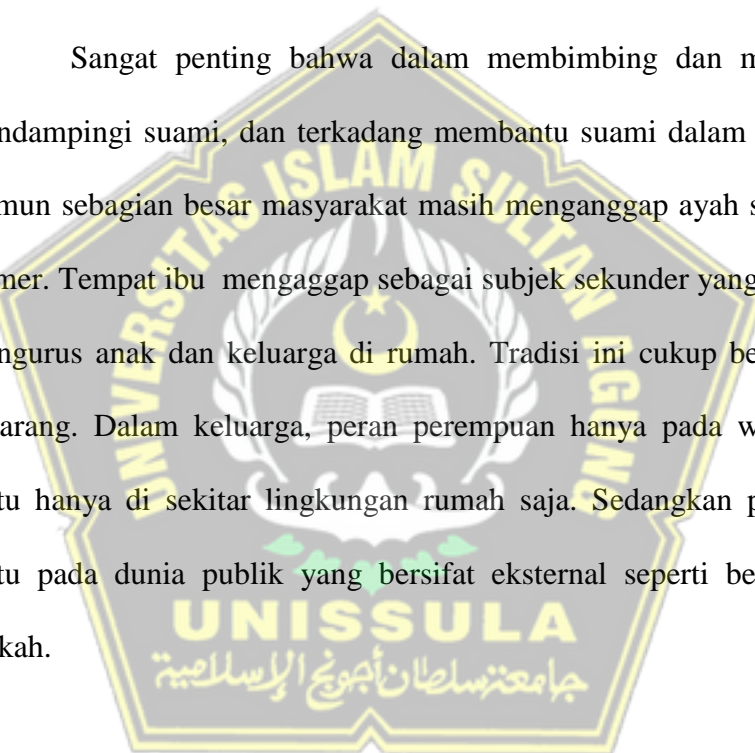 Sangat penting bahwa dalam membimbing dan m
ndampingi suami, dan terkadang membantu suami dalam
mun sebagian besar masyarakat masih menganggap ayah s
mer. Tempat ibu mengaggap sebagai subjek sekunder yang
ngurus anak dan keluarga di rumah. Tradisi ini cukup be
arang. Dalam keluarga, peran perempuan hanya pada w
tu hanya di sekitar lingkungan rumah saja. Sedangkan p
tu pada dunia publik yang bersifat eksternal seperti be
kah.
UNIVERSITAS ISLAM SULTAN AGUNG
UNISSULA
جامعة سلطان أجونج الإسلامية